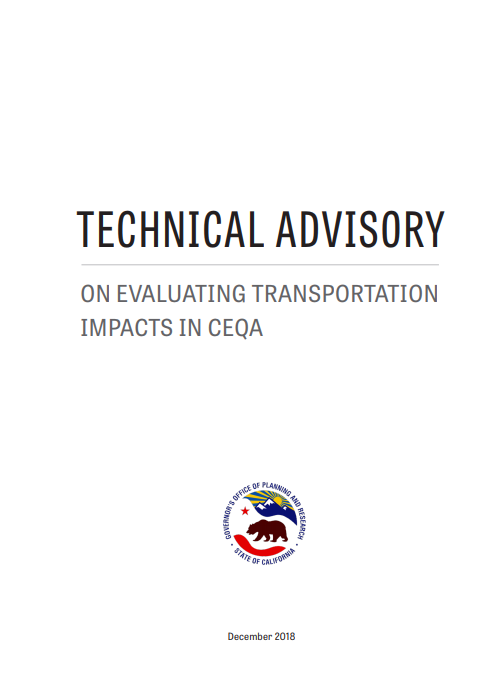 TECHNICAL ADVISORY
ON EVALUATING TRANSPORTATION
IMPACTS IN CEQA
GOVERNOR'S OFFICE OF PLANNING AND RESEARCH
• STATE OF CALIFORNIA •
December 2018